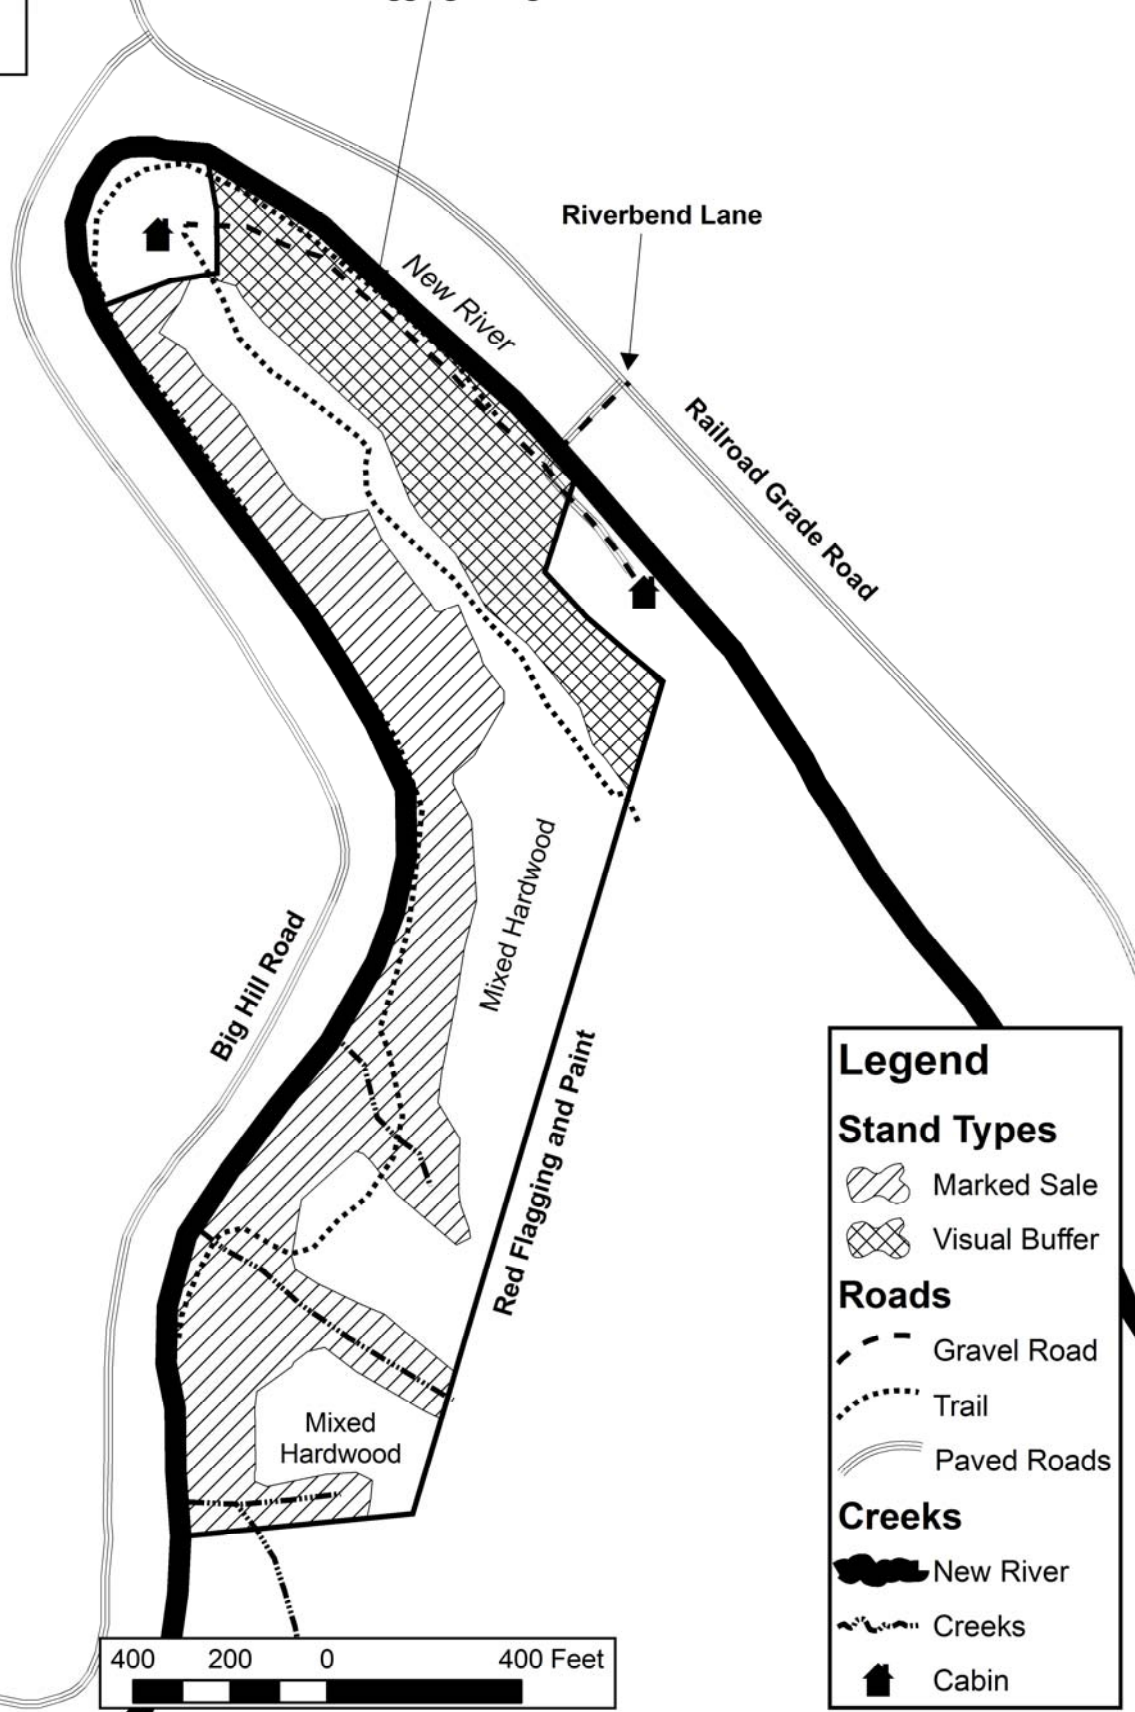 Riverbend Lane
New River
Railroad Grade Road
Mixed Hardwood
Big Hill Road
Red Flagging and Paint
Mixed
Hardwood
Legend
Stand Types
Marked Sale
Visual Buffer
Roads
Gravel Road
Trail
Paved Roads
Creeks
New River
Creeks
Cabin
400 200 0 400 Feet